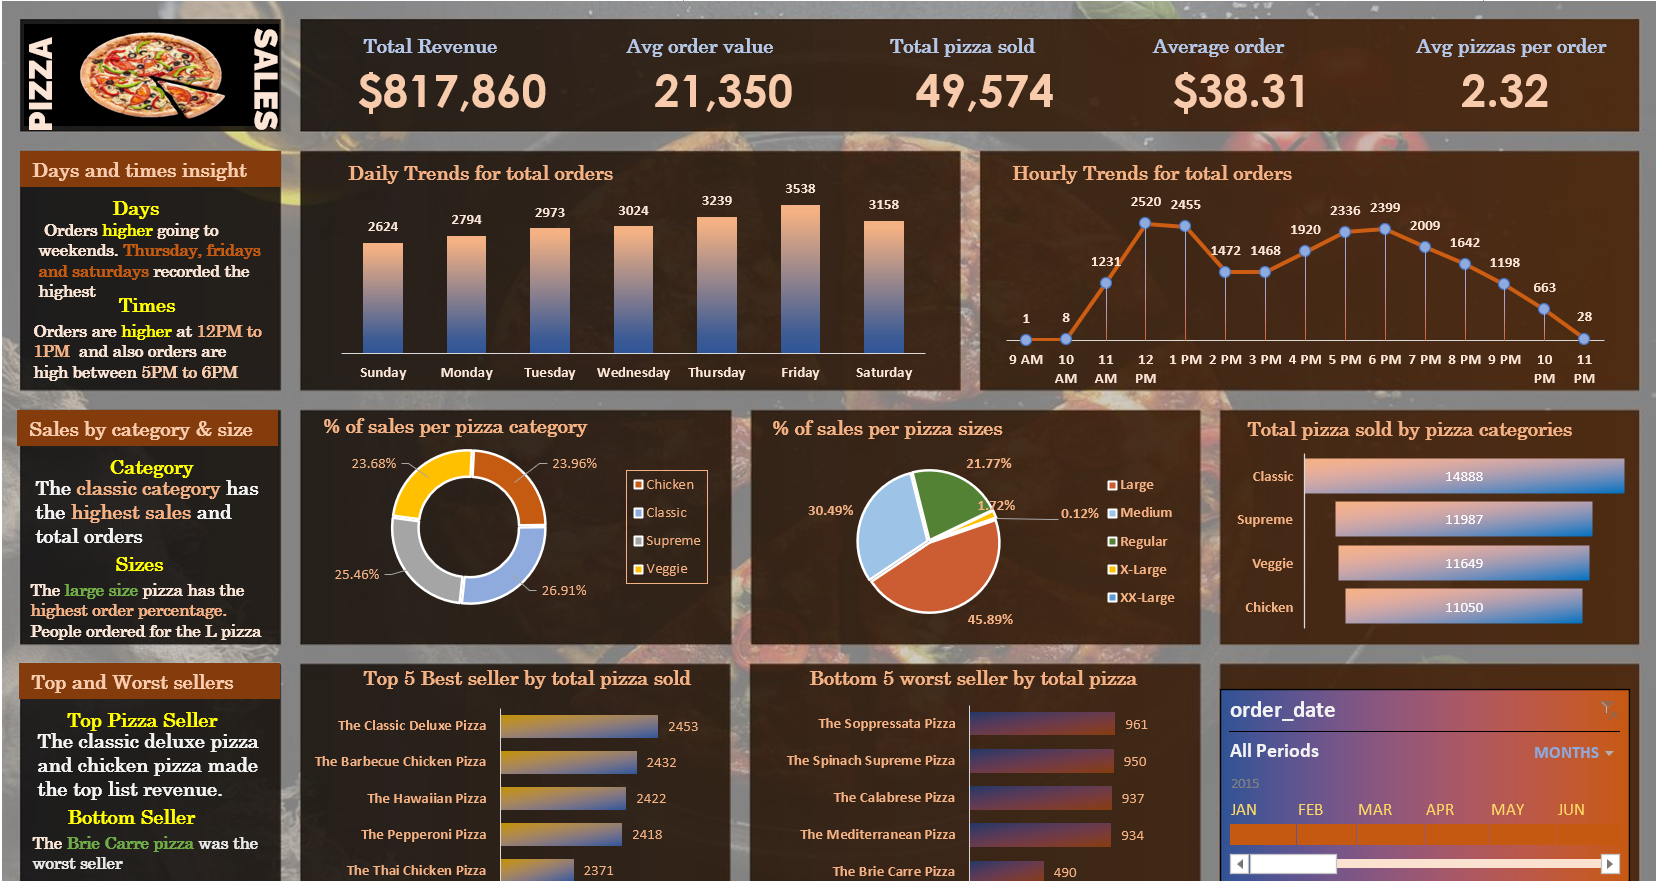 PIZZA
SALES
Total Revenue
$817,860
Avg order value
21,350
Total pizza sold
49,574
Average order
$38.31
Avg pizzas per order
2.32
Days and times insight
Days
Orders higher going to
weekends. Thursday, fridays
and saturdays recorded the
highest
Times
Orders are higher at 12PM to
1PM and also orders are
high between 5PM to 6PM
Daily Trends for total orders
2624
2794
2973
3024
3239
3538
3158
Sunday
Monday
Tuesday
Wednesday
Thursday
Friday
Saturday
Hourly Trends for total orders
1
8
1231
2520
2455
1472
1468
1920
2336
2399
2009
1642
1198
663
28
9 AM
10
AM
11
AM
12
PM
1 PM
2 PM
3 PM
4 PM
5 PM
6 PM
7 PM
8 PM
9 PM
10
PM
11
PM
Sales by category & size
Category
The classic category has
the highest sales and
total orders
Sizes
The large size pizza has the
highest order percentage.
People ordered for the L pizza
% of sales per pizza category
23.68%
23.96%
25.46%
26.91%
Chicken
Classic
Supreme
Veggie
% of sales per pizza sizes
21.77%
1.72%
0.12%
30.49%
45.89%
Large
Medium
Regular
X-Large
XX-Large
Total pizza sold by pizza categories
Classic
14888
Supreme
11987
Veggie
11649
Chicken
11050
Top and Worst sellers
Top Pizza Seller
The classic deluxe pizza
and chicken pizza made
the top list revenue.
Bottom Seller
The Brie Carre pizza was the
worst seller
Top 5 Best seller by total pizza sold
The Classic Deluxe Pizza
2453
The Barbecue Chicken Pizza
2432
The Hawaiian Pizza
2422
The Pepperoni Pizza
2418
The Thai Chicken Pizza
2371
Bottom 5 worst seller by total pizza
The Soppressata Pizza
961
The Spinach Supreme Pizza
950
The Calabrese Pizza
937
The Mediterranean Pizza
934
The Brie Carre Pizza
490
order_date
All Periods
MONTHS
2015
JAN
FEB
MAR
APR
MAY
JUN